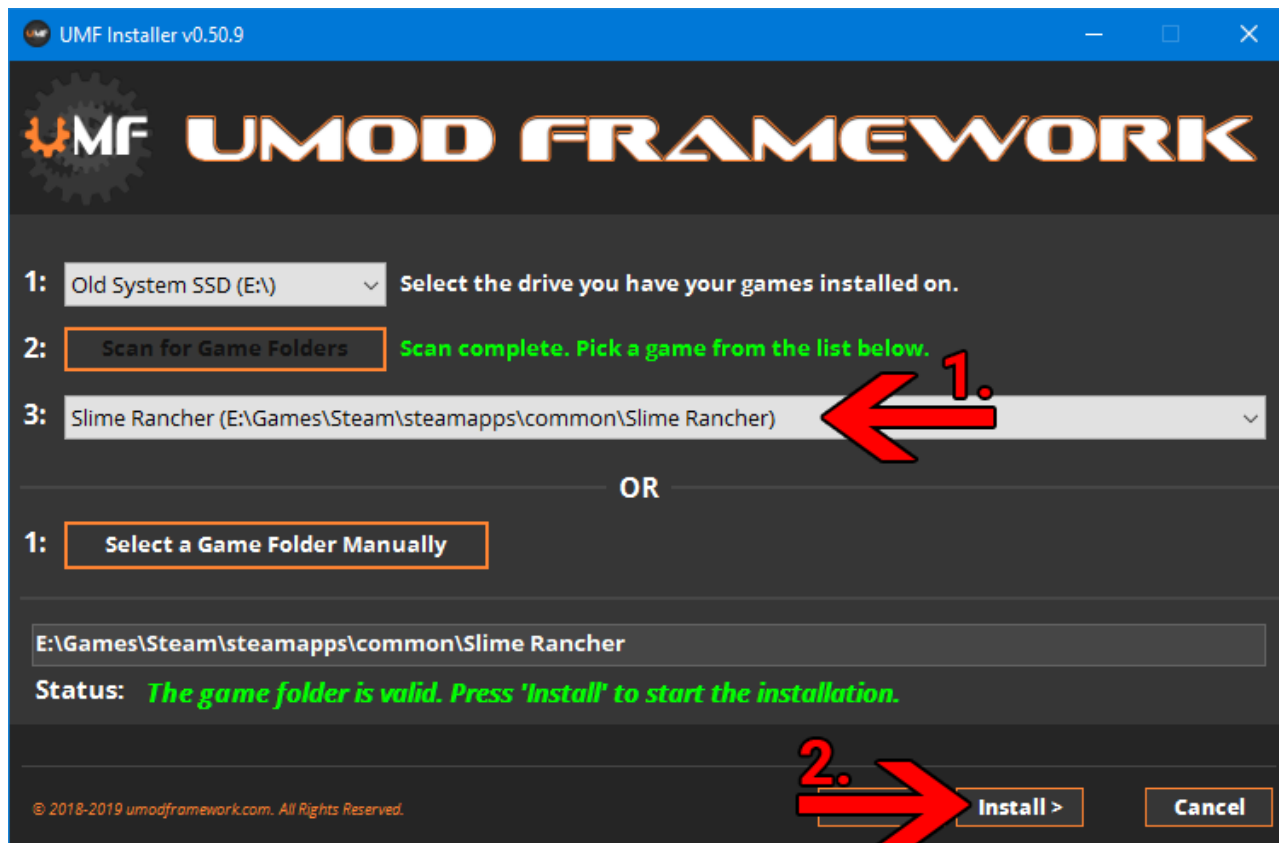 UMF Installer v0.50.9
UMF UMOD FRAMEWORK
1: Old System SSD (E:\) Select the drive you have your games installed on.
2: Scan for Game Folders Scan complete. Pick a game from the list below.
1.
3: Slime Rancher (E:\Games\Steam\steamapps\common\Slime Rancher)
OR
1: Select a Game Folder Manually
E:\Games\Steam\steamapps\common\Slime Rancher
Status: The game folder is valid. Press 'Install' to start the installation.
2.
© 2018-2019 umodframework.com. All Rights Reserved. Install > Cancel